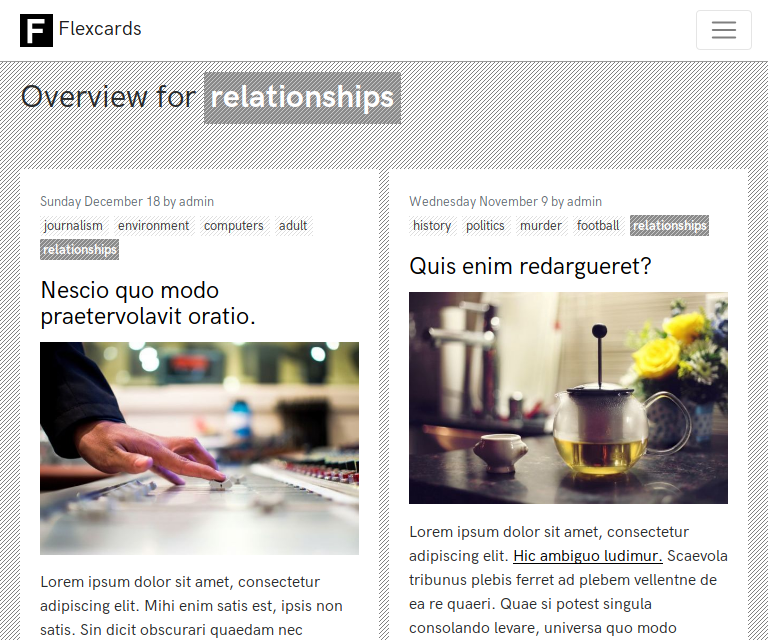 F Flexcards
Overview for relationships
Sunday December 18 by admin
journalism environment computers adult
relationships
Nescio quo modo
praetervolavit oratio.
Lorem ipsum dolor sit amet, consectetur
adipiscing elit. Mihi enim satis est, ipsis non
satis. Sin dicit obscurari quaedam nec
Wednesday November 9 by admin
history politics murder football relationships
Quis enim redargueret?
Lorem ipsum dolor sit amet, consectetur
adipiscing elit. Hic ambiguo ludimur. Scaevola
tribunus plebis ferret ad plebem vellentne de
ea re quaeri. Quae si potest singula
consolando levare, universa quo modo